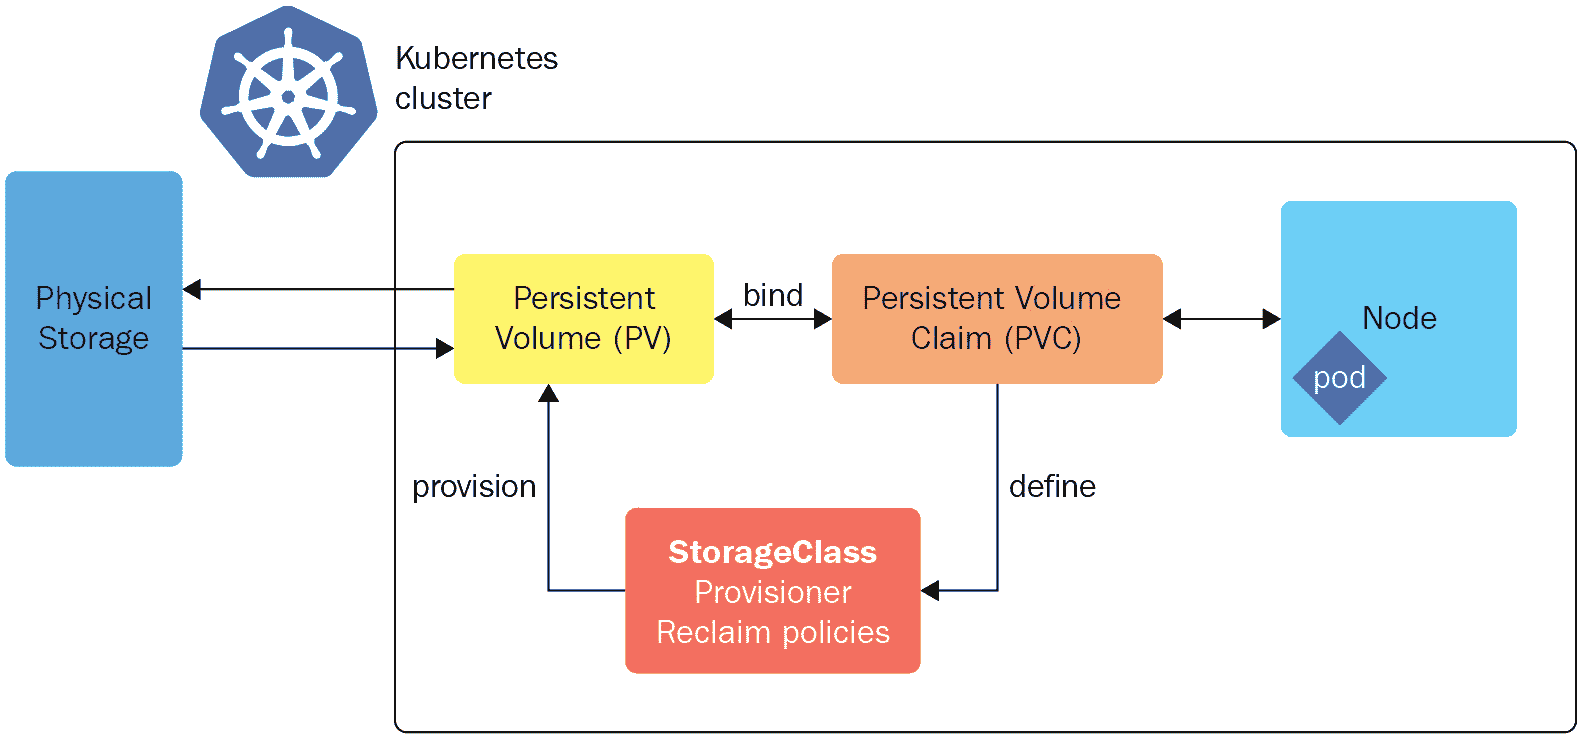 Kubernetes
cluster
Physical
Storage
Persistent
Volume (PV)
bind
Persistent Volume
Claim (PVC)
Node
pod
provision
define
StorageClass
Provisioner
Reclaim policies